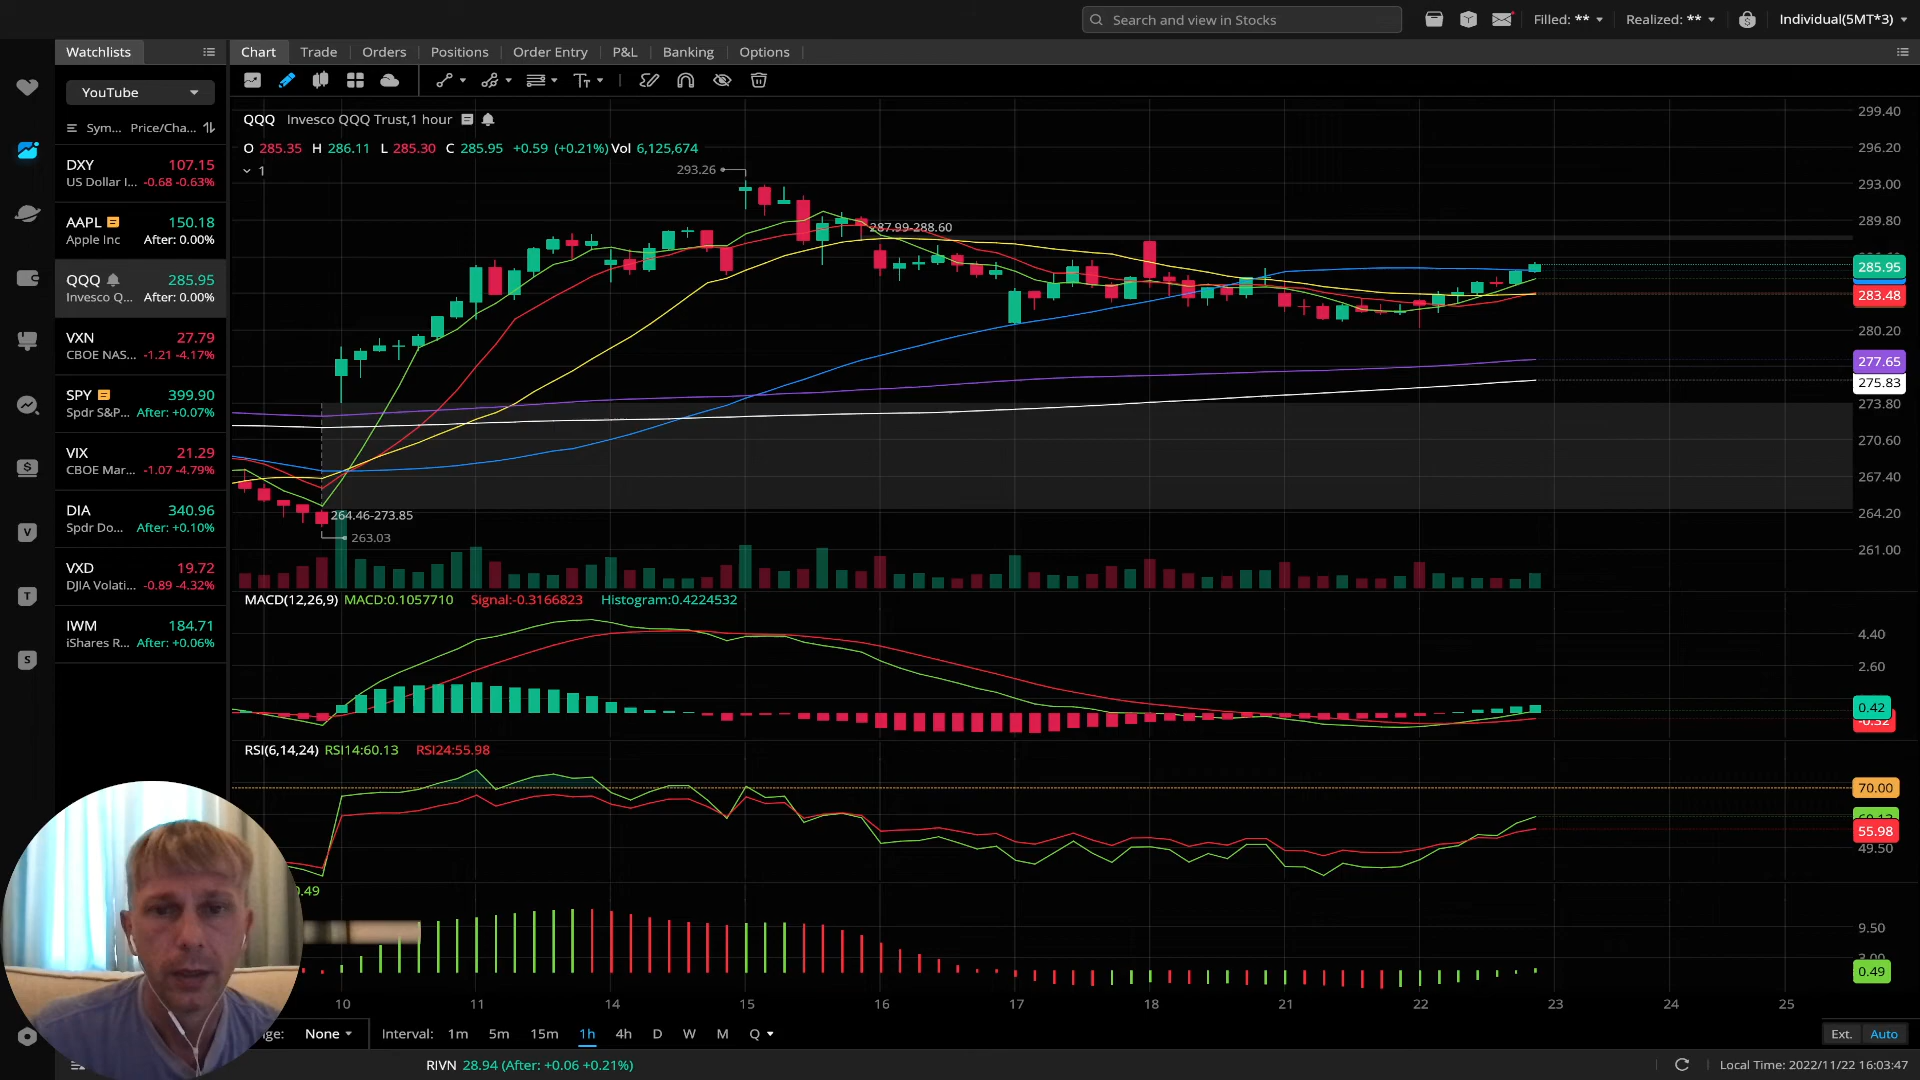 Search and view in Stocks
Filled: **
Realized: **
Individual(5MT*3)
Watchlists
Chart Trade Orders Positions Order Entry P&L Banking Options
YouTube
Sym... Price/Cha...
DXY 107.15
US Dollar I... -0.68 -0.63%
AAPL 150.18
Apple Inc After: 0.00%
QQQ 285.95
Invesco Q... After: 0.00%
VXN 27.79
CBOE NAS... -1.21 -4.17%
SPY 399.90
Spdr S&P... After: +0.07%
VIX 21.29
CBOE Mar... -1.07 -4.79%
DIA 340.96
Spdr Do... After: +0.10%
VXD 19.72
DJIA Volati... -0.89 -4.32%
IWM 184.71
iShares R... After: +0.06%
QQQ Invesco QQQ Trust,1 hour
O 285.35 H 286.11 L 285.30 C 285.95 +0.59 (+0.21%) Vol 6,125,674
1
293.26
287.99-288.60
264.46-273.85
263.03
299.40
296.20
293.00
289.80
285.95
283.48
280.20
277.65
275.83
273.80
270.60
267.40
264.20
261.00
MACD(12,26,9) MACD:0.1057710 Signal:-0.3166823 Histogram:0.4224532
4.40
2.60
0.42
-0.32
RSI(6,14,24) RSI14:60.13 RSI24:55.98
70.00
55.98
49.50
0.49
9.50
3.00
0.49
10 11 14 15 16 17 18 21 22 23 24 25
None
Interval: 1m 5m 15m 1h 4h D W M Q
Ext. Auto
RIVN 28.94 (After: +0.06 +0.21%)
Local Time: 2022/11/22 16:03:47